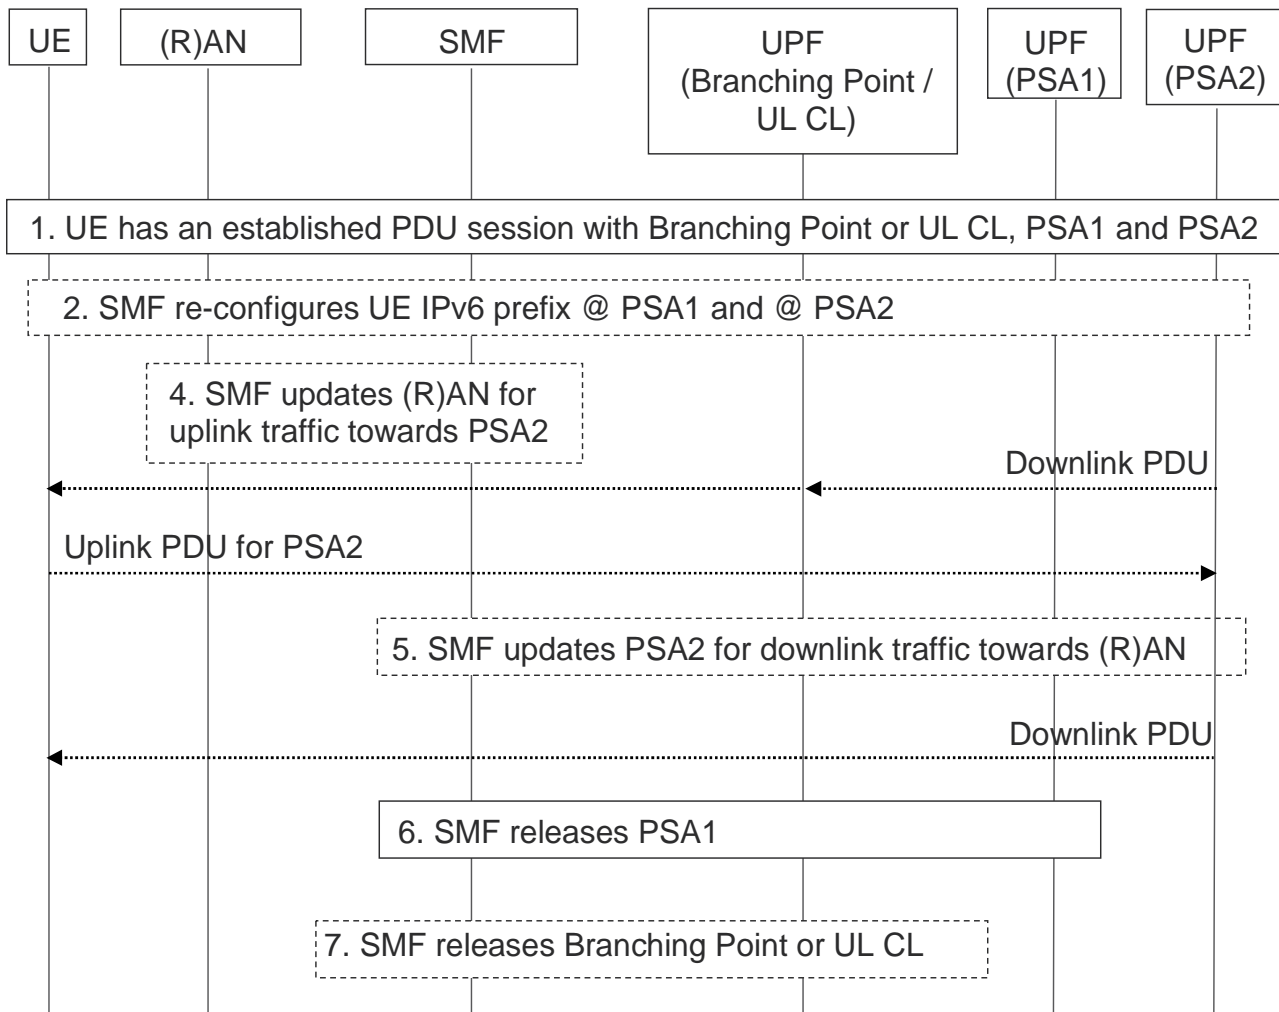 UE
(R)AN
SMF
UPF
(Branching Point /
UL CL)
UPF
(PSA1)
UPF
(PSA2)
1. UE has an established PDU session with Branching Point or UL CL, PSA1 and PSA2
2. SMF re-configures UE IPv6 prefix @ PSA1 and @ PSA2
4. SMF updates (R)AN for
uplink traffic towards PSA2
Downlink PDU
Uplink PDU for PSA2
5. SMF updates PSA2 for downlink traffic towards (R)AN
Downlink PDU
6. SMF releases PSA1
7. SMF releases Branching Point or UL CL